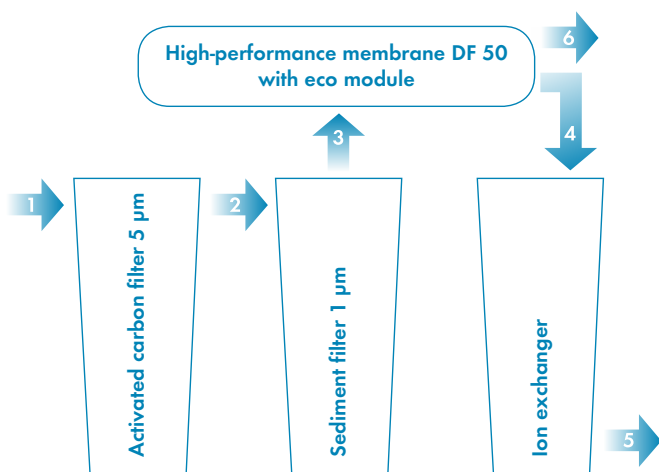 High-performance membrane DF 50
with eco module
6
4
3
1
2
Activated carbon filter 5 µm
Sediment filter 1 µm
Ion exchanger
5